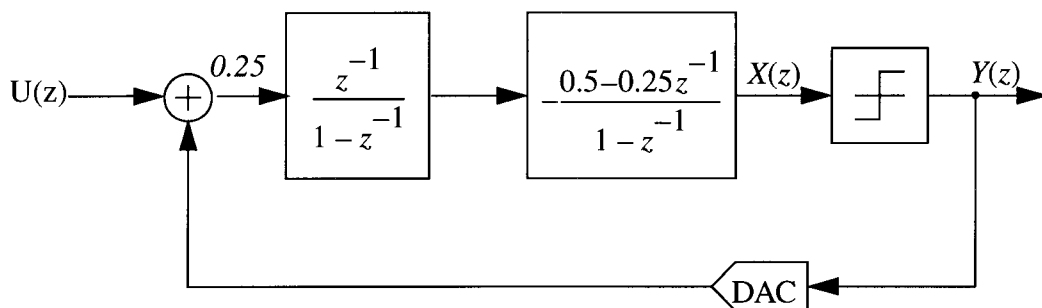 U(z)
+
0.25
z^{-1}
1 – z^{-1}
-
0.5–0.25z^{-1}
1 – z^{-1}
X(z)
Y(z)
DAC